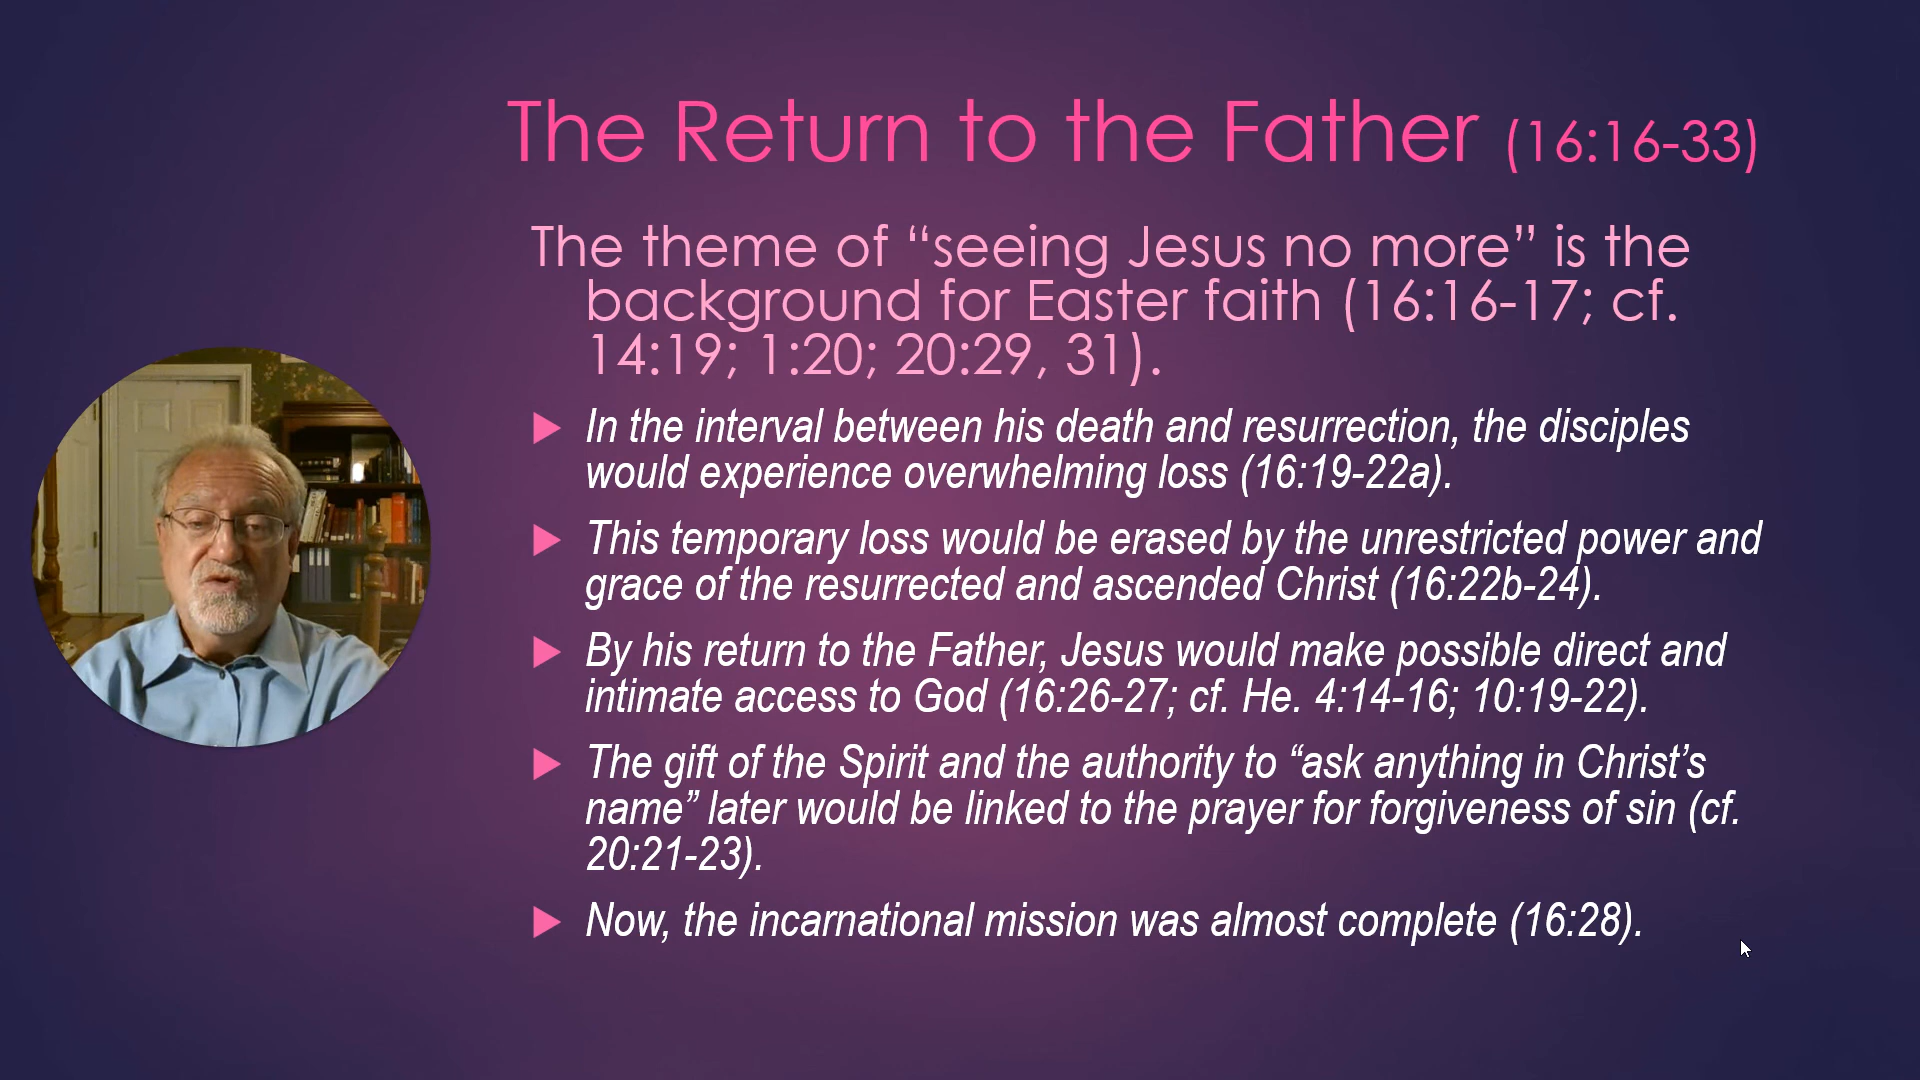 The Return to the Father (16:16-33)
The theme of “seeing Jesus no more” is the
background for Easter faith (16:16-17; cf.
14:19; 1:20; 20:29, 31).
In the interval between his death and resurrection, the disciples
would experience overwhelming loss (16:19-22a).
This temporary loss would be erased by the unrestricted power and
grace of the resurrected and ascended Christ (16:22b-24).
By his return to the Father, Jesus would make possible direct and
intimate access to God (16:26-27; cf. He. 4:14-16; 10:19-22).
The gift of the Spirit and the authority to “ask anything in Christ’s
name” later would be linked to the prayer for forgiveness of sin (cf.
20:21-23).
Now, the incarnational mission was almost complete (16:28).